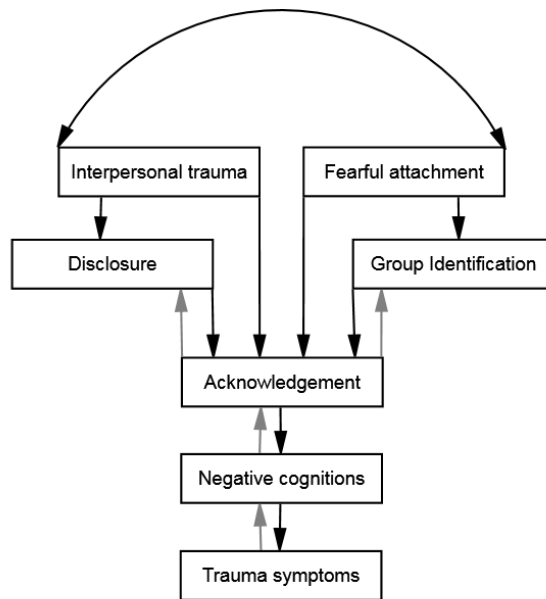 Interpersonal trauma
Fearful attachment
Disclosure
Group Identification
Acknowledgement
Negative cognitions
Trauma symptoms